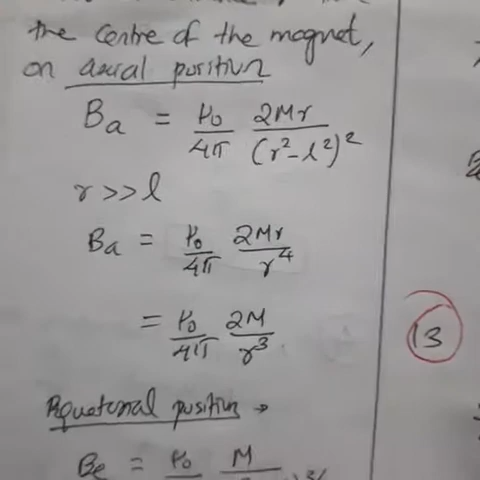 the centre of the magnet,
on axial position
Ba = μ0/4π 2Mr/(r²-l²)²
r >> l
Ba = μ0/4π 2Mr/r⁴
= μ0/4π 2M/r³
13
Equatorial position →
Be = μ0 M